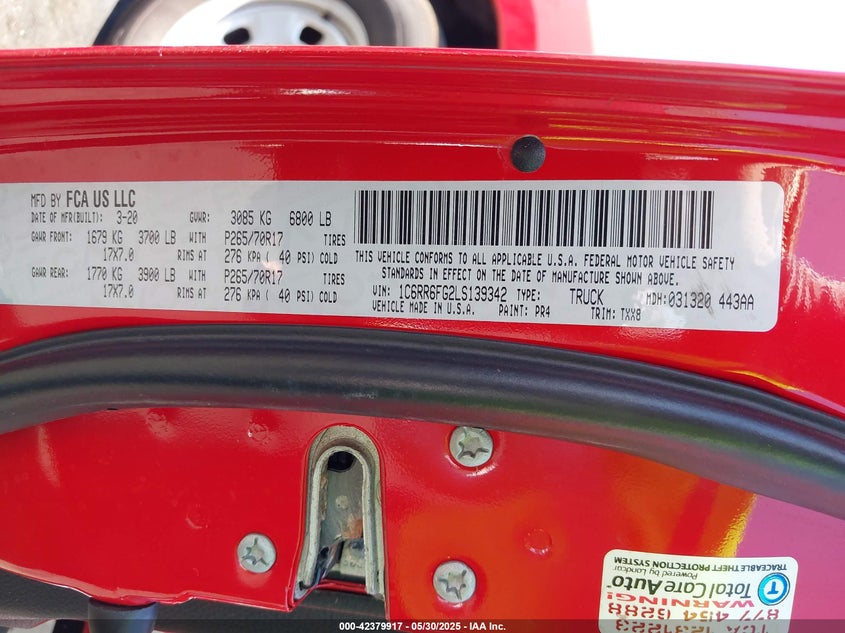 MFD BY FCA US LLC
DATE OF MFR(BUILT): 3-20 GVWR: 3085 KG 6800 LB
GAWR FRONT: 1679 KG 3700 LB WITH P265/70R17 TIRES
17X7.0 RIMS AT 276 KPA ( 40 PSI) COLD
GAWR REAR: 1770 KG 3900 LB WITH P265/70R17 TIRES
17X7.0 RIMS AT 276 KPA ( 40 PSI) COLD
THIS VEHICLE CONFORMS TO ALL APPLICABLE U.S.A. FEDERAL MOTOR VEHICLE SAFETY
STANDARDS IN EFFECT ON THE DATE OF MANUFACTURE SHOWN ABOVE.
VIN: 1C6RR6FG2LS139342 TYPE: TRUCK MDH: 031320 443AA
VEHICLE MADE IN U.S.A. PAINT: PR4 TRIM: TXX8
TRACEABLE THEFT PROTECTION SYSTEM
Powered by Landcar
T Total Care Auto
WARNING!
877 454 6288
000-42379917 - 05/30/2025 - IAA Inc.